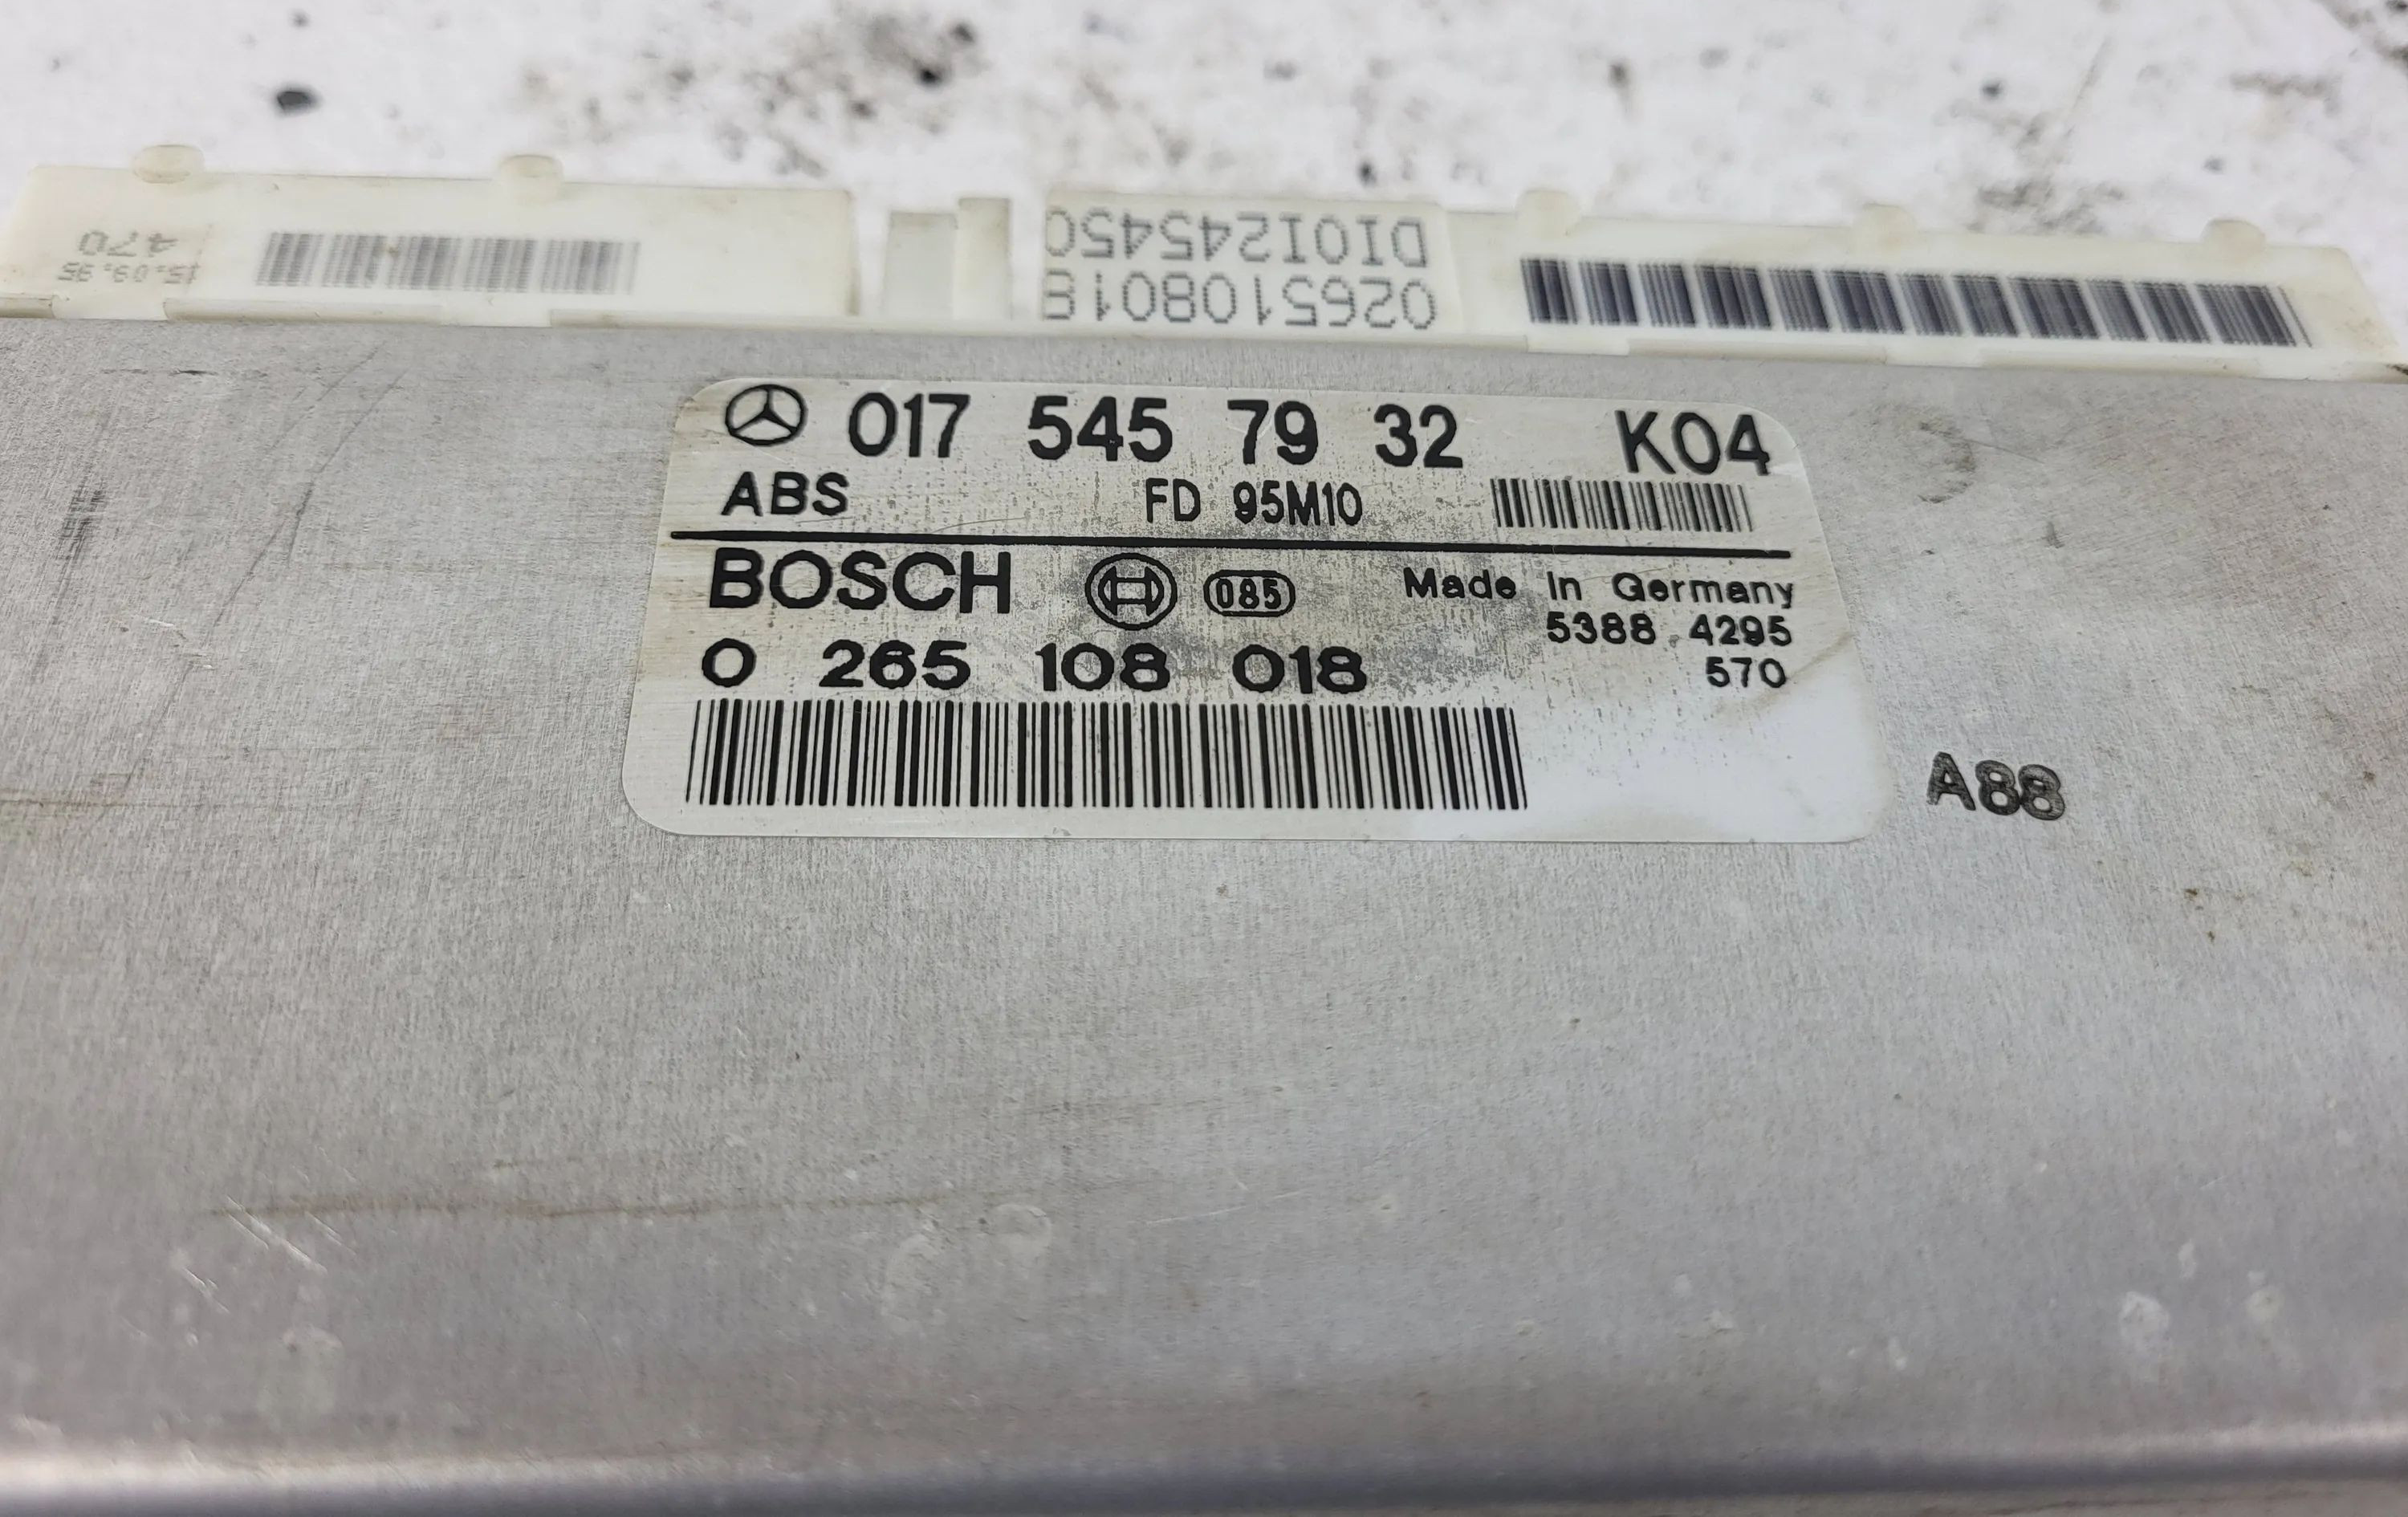 470
15.09.95
DI01245450
0265108018
017 545 79 32 K04
ABS FD 95M10
BOSCH 085 Made In Germany
5388 4295
0 265 108 018 570
A88